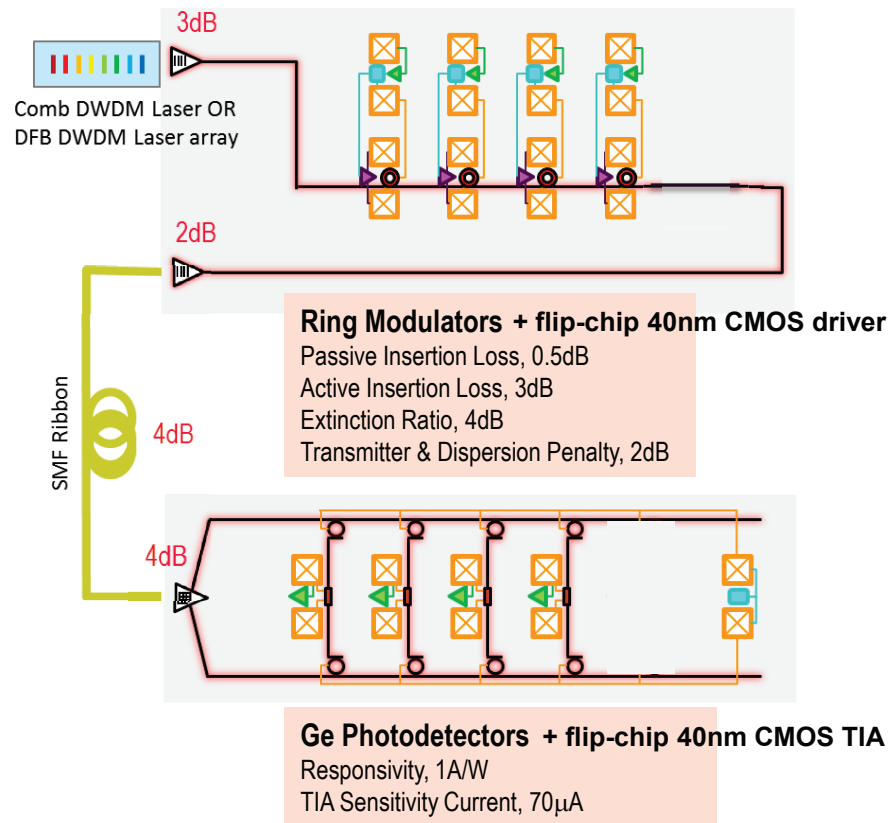 3dB
Comb DWDM Laser OR
DFB DWDM Laser array
2dB
Ring Modulators + flip-chip 40nm CMOS driver
Passive Insertion Loss, 0.5dB
Active Insertion Loss, 3dB
Extinction Ratio, 4dB
Transmitter & Dispersion Penalty, 2dB
SMF Ribbon
4dB
4dB
Ge Photodetectors + flip-chip 40nm CMOS TIA
Responsivity, 1A/W
TIA Sensitivity Current, 70μA